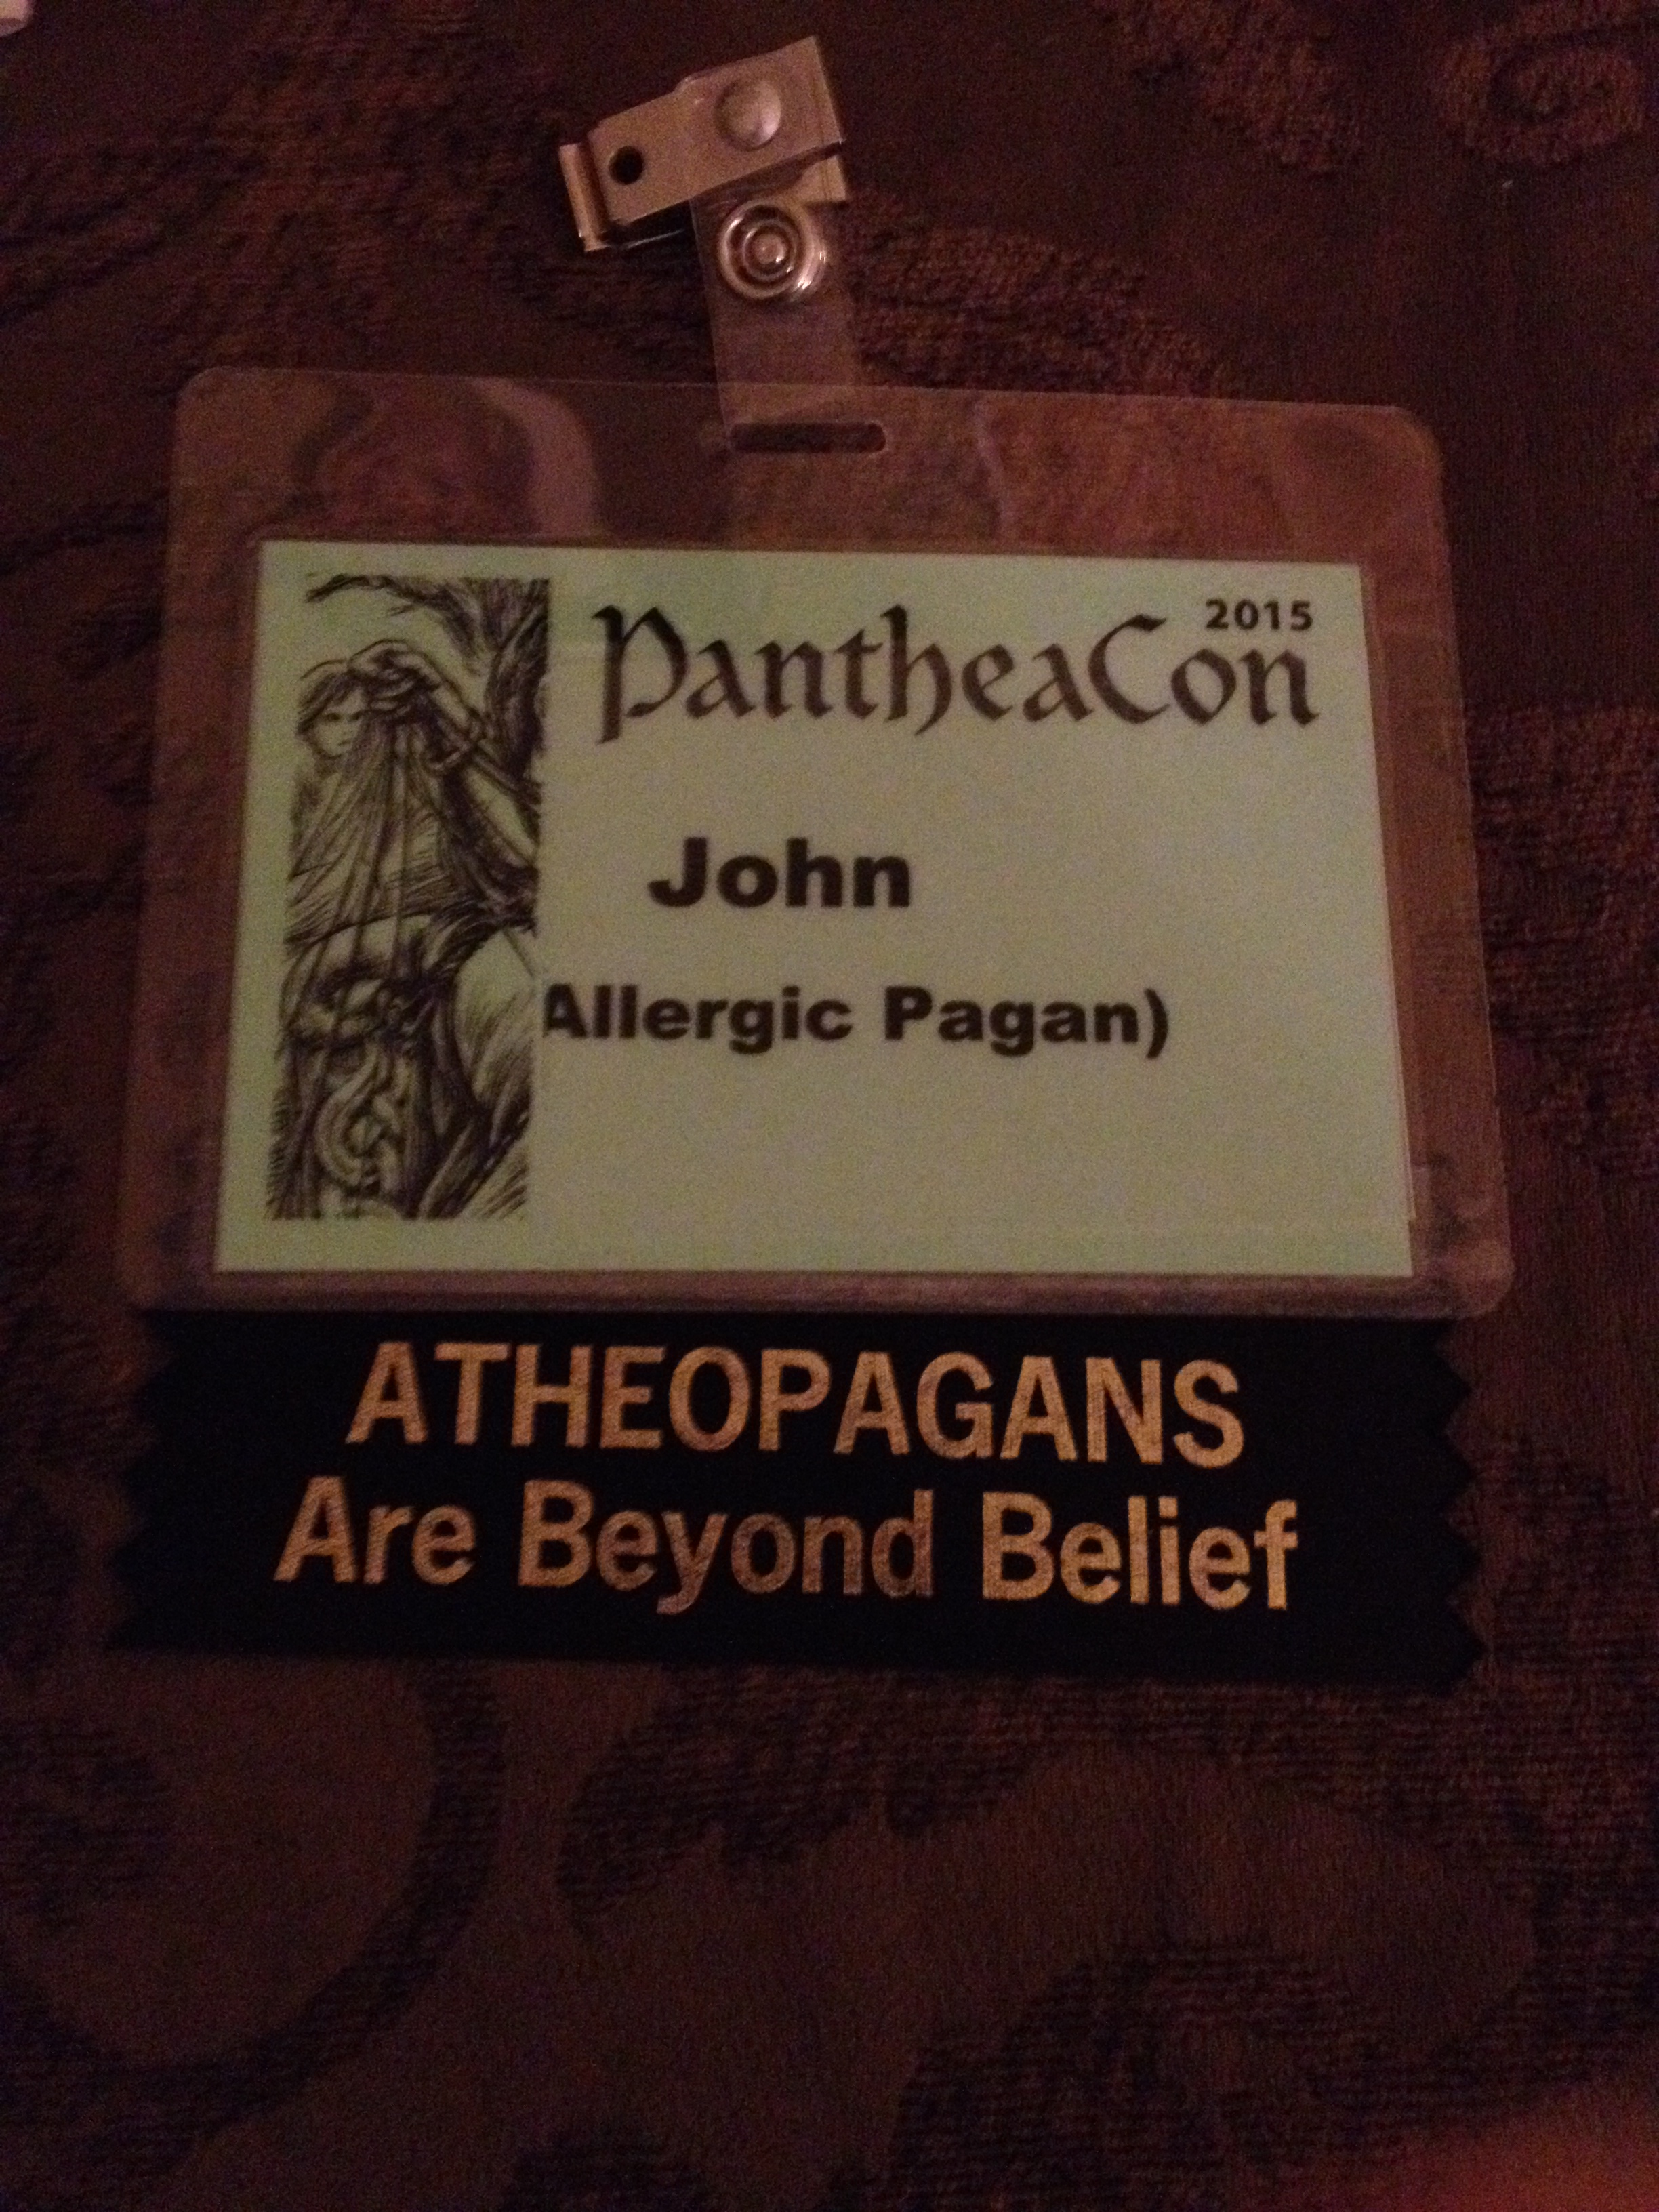 2015
PantheaCon
John
Allergic Pagan)
ATHEOPAGANS
Are Beyond Belief